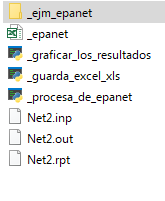 _ejm_epanet
_epanet
_graficar_los_resultados
_guarda_excel_xls
_procesa_de_epanet
Net2.inp
Net2.out
Net2.rpt